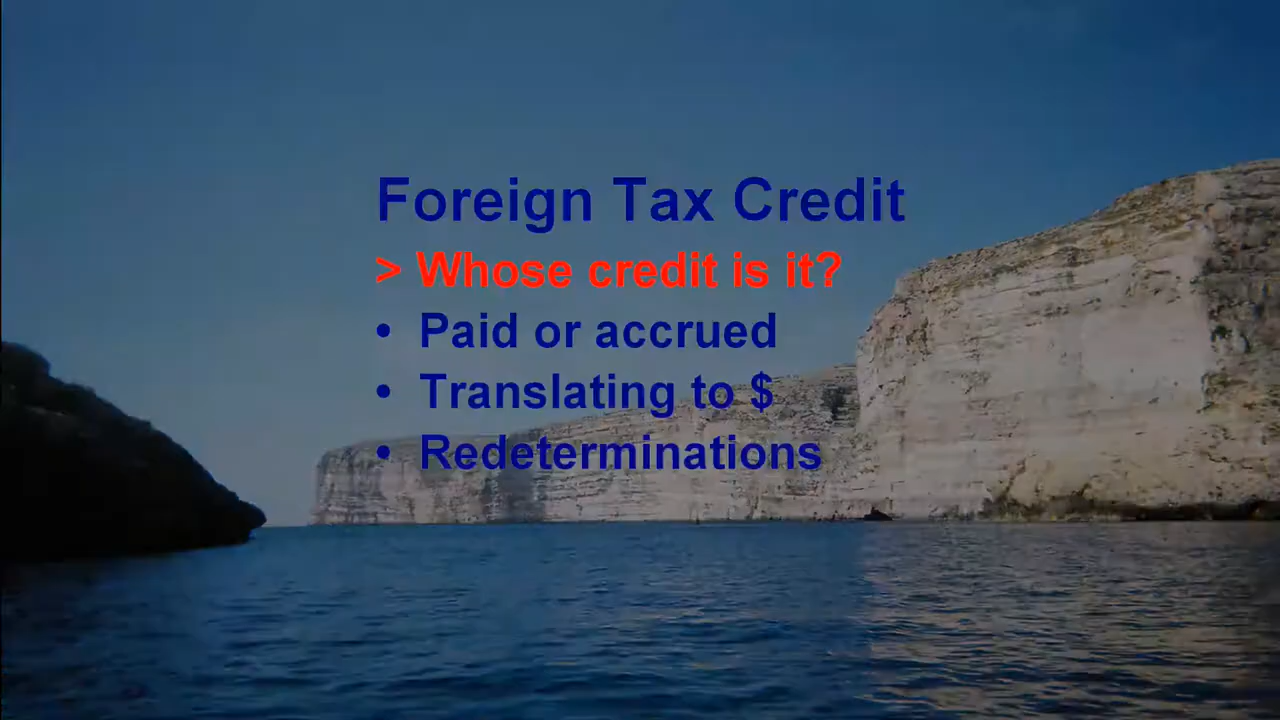 Foreign Tax Credit
> Whose credit is it?
• Paid or accrued
• Translating to $
• Redeterminations